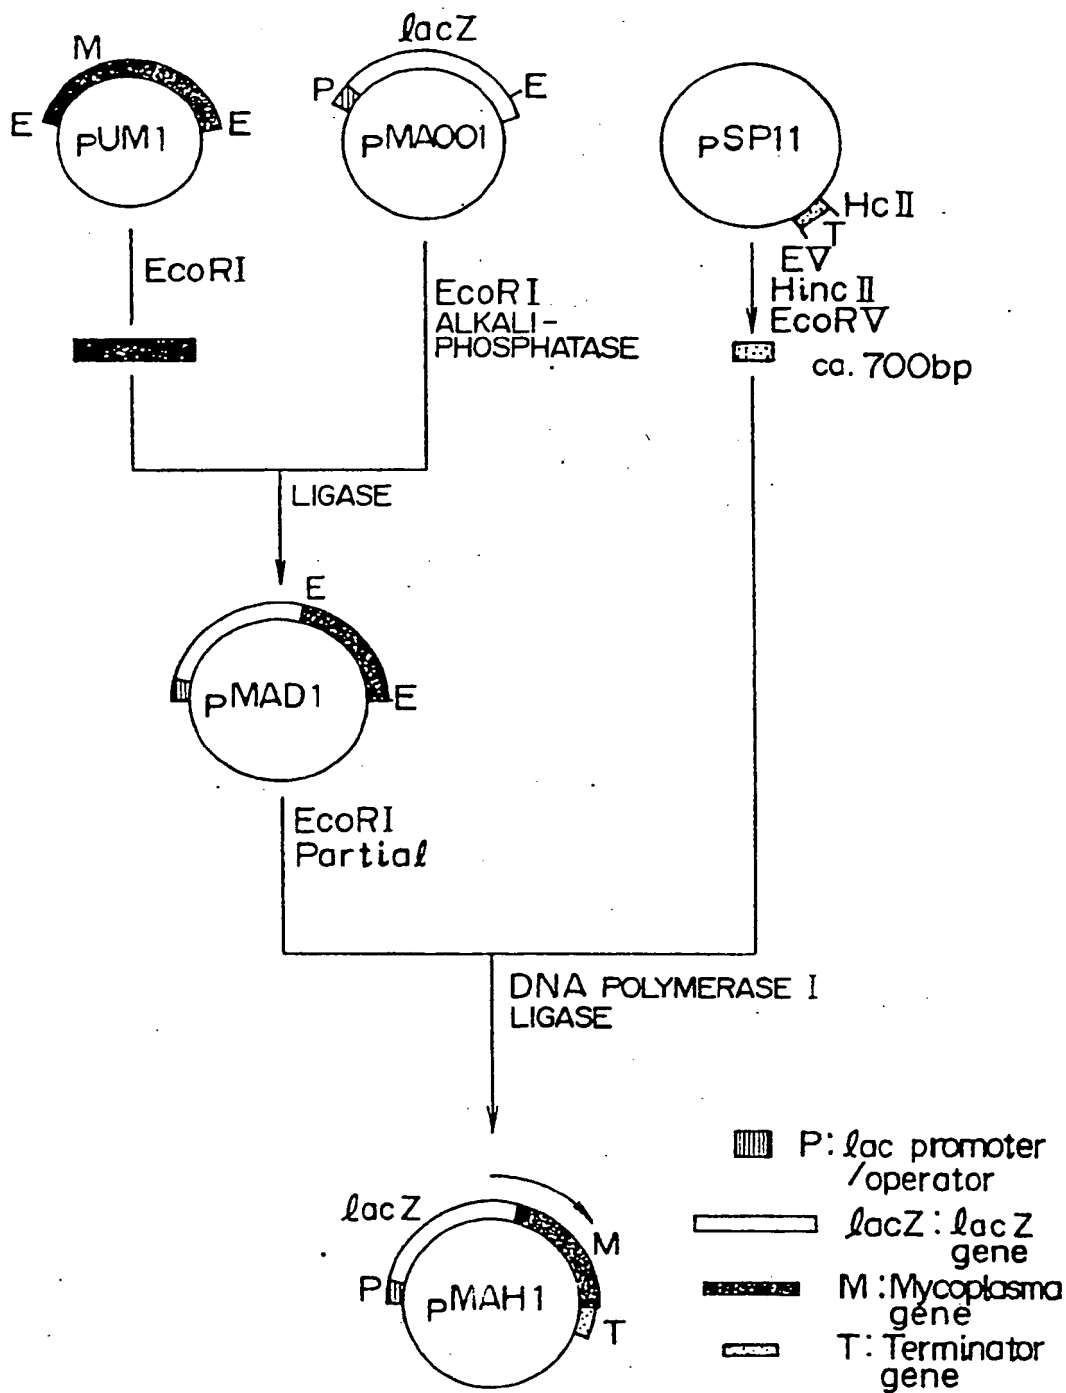 M
E
E
pUM1
lacZ
P
E
pMA001
pSP11
HcII
T
EV
EcoRI
EcoRI
ALKALI-
PHOSPHATASE
HincII
EcoRV
ca. 700bp
LIGASE
E
pMAD1
E
EcoRI
Partial
DNA POLYMERASE I
LIGASE
lacZ
M
P
pMAH1
T
P: lac promoter
/operator
lacZ: lacZ
gene
M: Mycoplasma
gene
T: Terminator
gene